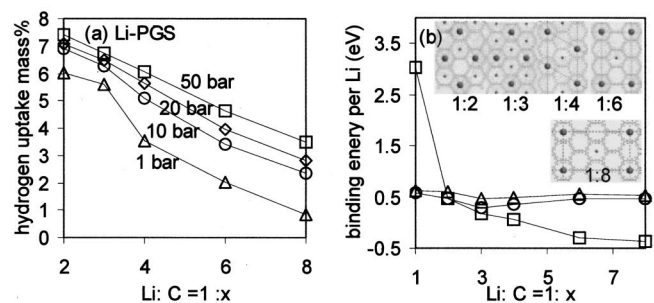 (a) Li-PGS
hydrogen uptake mass%
8
7
6
5
4
3
2
1
0
50 bar
20 bar
10 bar
1 bar
2 4 6 8
Li: C =1 :x
(b)
binding enery per Li (eV)
3.5
2.5
1.5
0.5
-0.5
1:2 1:3 1:4 1:6
1:8
1 3 5 7
Li: C =1: x